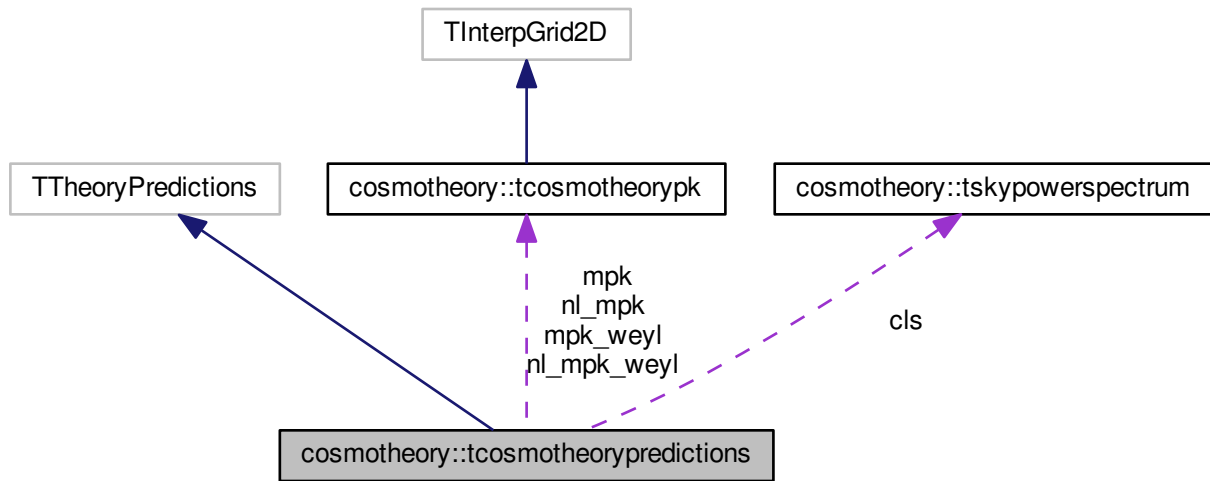 TInterpGrid2D
TTheoryPredictions
cosmotheory::tcosmotheorypk
cosmotheory::tskypowerspectrum
mpk
nl_mpk
mpk_weyl
nl_mpk_weyl
cls
cosmotheory::tcosmotheorypredictions